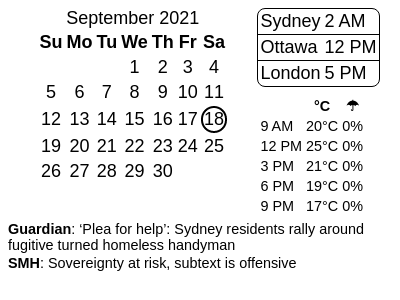 September 2021
Su Mo Tu We Th Fr Sa
1 2 3 4
5 6 7 8 9 10 11
12 13 14 15 16 17 18
19 20 21 22 23 24 25
26 27 28 29 30
Sydney 2 AM
Ottawa 12 PM
London 5 PM
°C ☂
9 AM 20°C 0%
12 PM 25°C 0%
3 PM 21°C 0%
6 PM 19°C 0%
9 PM 17°C 0%
Guardian: ‘Plea for help’: Sydney residents rally around
fugitive turned homeless handyman
SMH: Sovereignty at risk, subtext is offensive